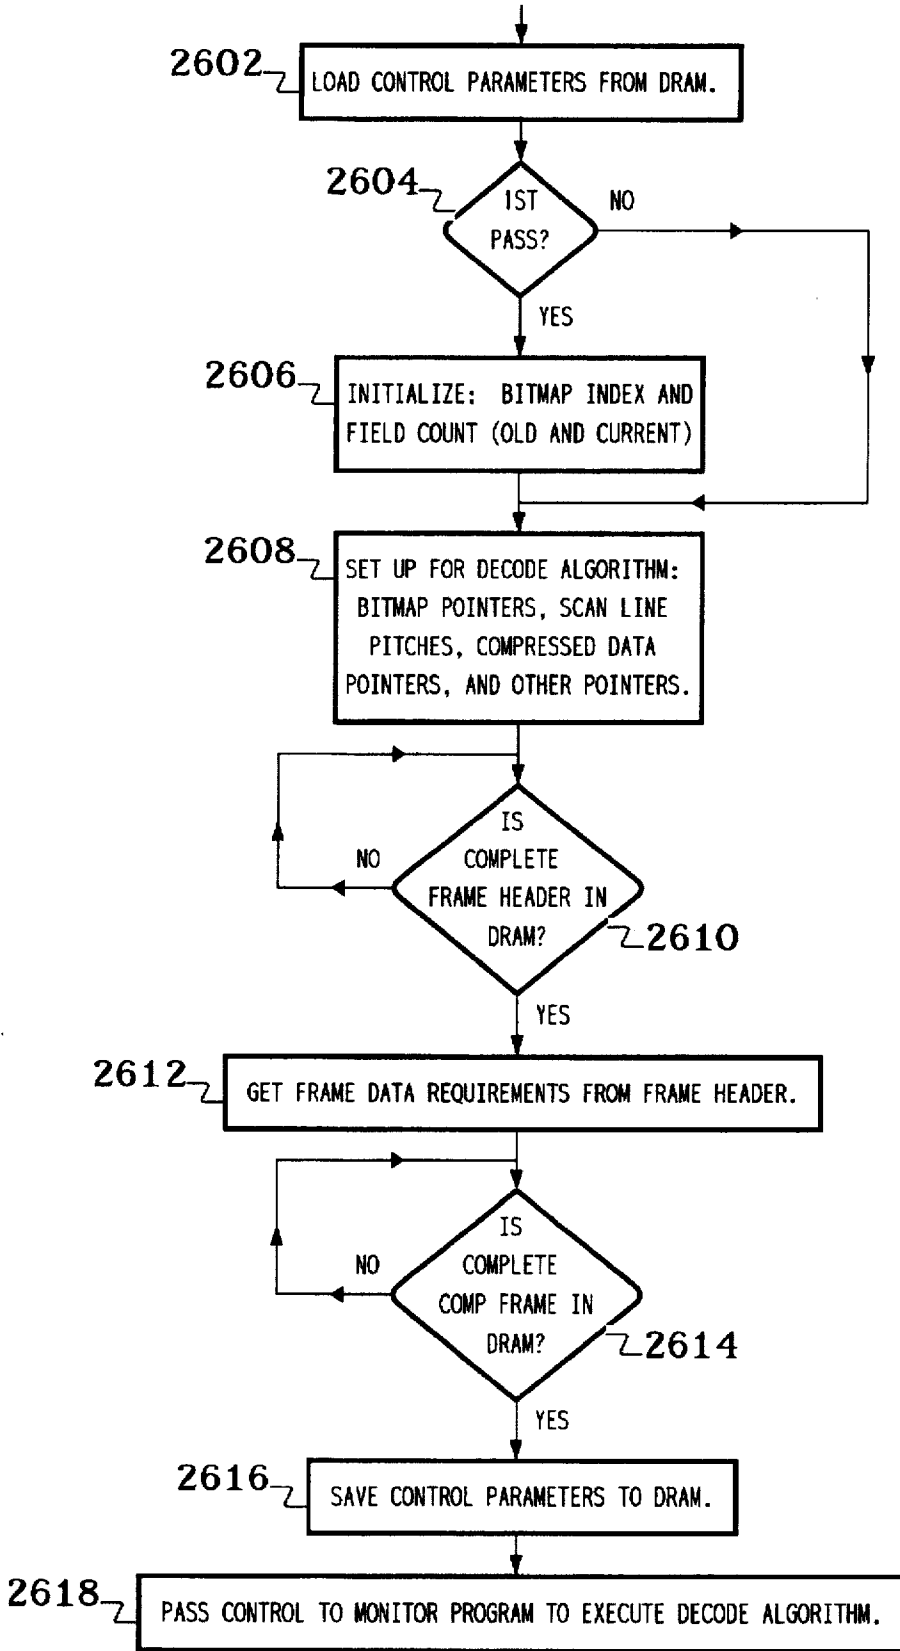 2602
LOAD CONTROL PARAMETERS FROM DRAM.
2604
1ST
PASS?
NO
YES
2606
INITIALIZE: BITMAP INDEX AND
FIELD COUNT (OLD AND CURRENT)
2608
SET UP FOR DECODE ALGORITHM:
BITMAP POINTERS, SCAN LINE
PITCHES, COMPRESSED DATA
POINTERS, AND OTHER POINTERS.
IS
COMPLETE
FRAME HEADER IN
DRAM?
NO
2610
YES
2612
GET FRAME DATA REQUIREMENTS FROM FRAME HEADER.
IS
COMPLETE
COMP FRAME IN
DRAM?
NO
2614
YES
2616
SAVE CONTROL PARAMETERS TO DRAM.
2618
PASS CONTROL TO MONITOR PROGRAM TO EXECUTE DECODE ALGORITHM.